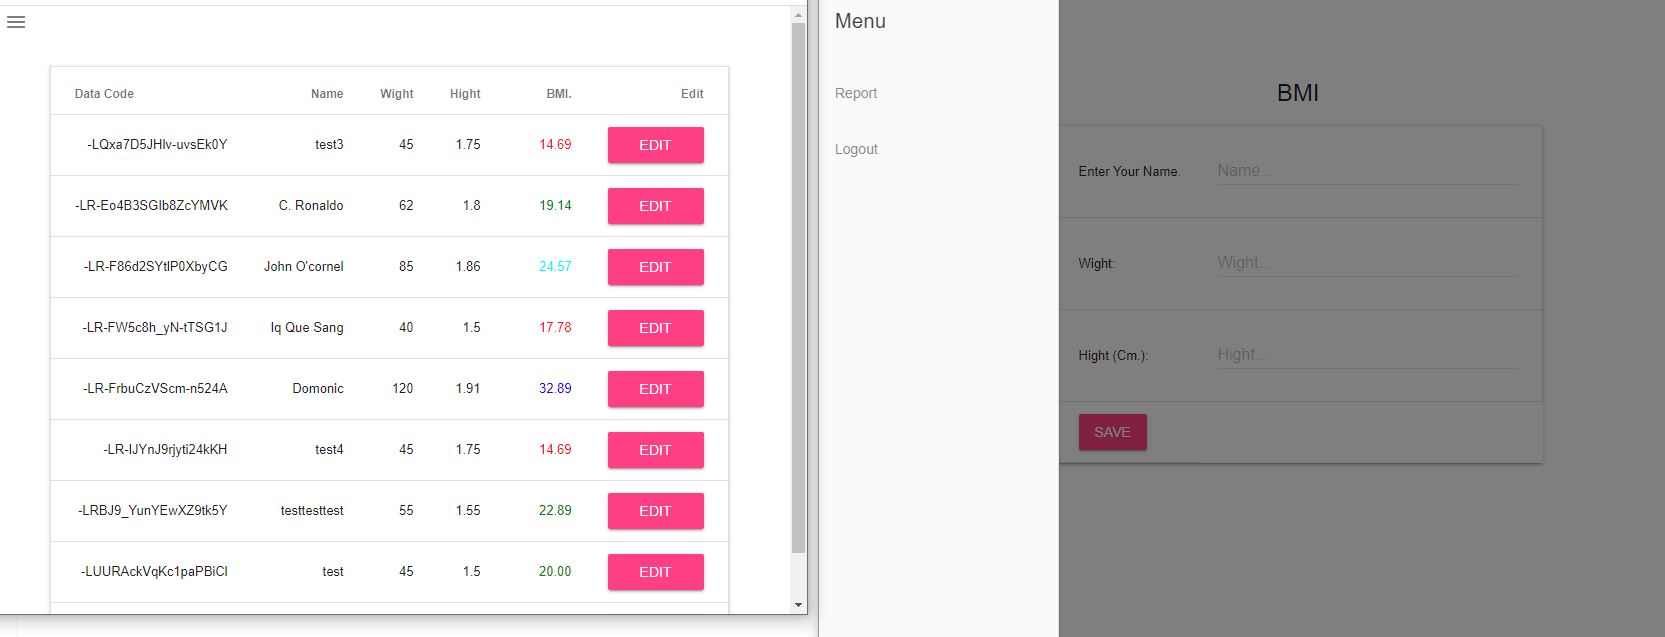 Data Code Name Wight Hight BMI. Edit
-LQxa7D5JHlv-uvsEk0Y test3 45 1.75 14.69 EDIT
-LR-Eo4B3SGlb8ZcYMVK C. Ronaldo 62 1.8 19.14 EDIT
-LR-F86d2SYtlP0XbyCG John O'cornel 85 1.86 24.57 EDIT
-LR-FW5c8h_yN-tTSG1J Iq Que Sang 40 1.5 17.78 EDIT
-LR-FrbuCzVScm-n524A Domonic 120 1.91 32.89 EDIT
-LR-IJYnJ9rjyti24kKH test4 45 1.75 14.69 EDIT
-LRBJ9_YunYEwXZ9tk5Y testtesttest 55 1.55 22.89 EDIT
-LUURAckVqKc1paPBiCl test 45 1.5 20.00 EDIT
Menu
Report
Logout
BMI
Enter Your Name. Name...
Wight: Wight...
Hight (Cm.): Hight...
SAVE